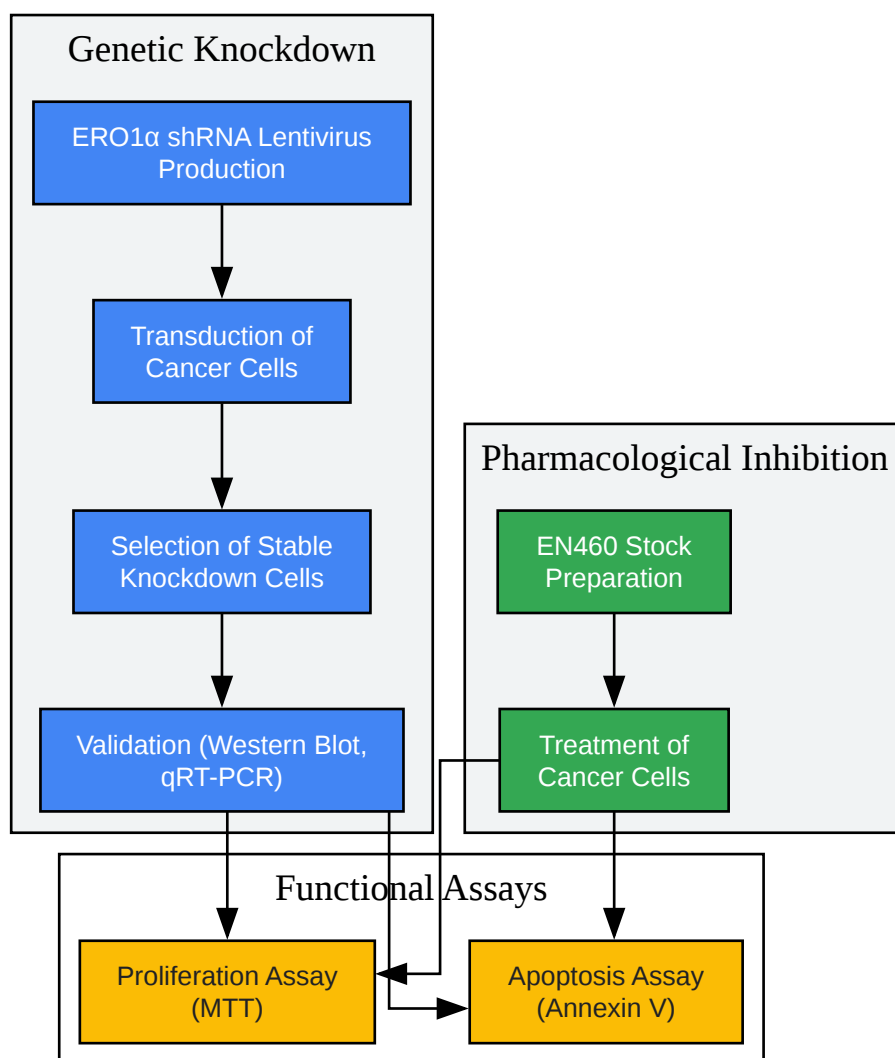 Genetic Knockdown
ERO1α shRNA Lentivirus
Production
Transduction of
Cancer Cells
Selection of Stable
Knockdown Cells
Validation (Western Blot,
qRT-PCR)
Pharmacological Inhibition
EN460 Stock
Preparation
Treatment of
Cancer Cells
Functional Assays
Proliferation Assay
(MTT)
Apoptosis Assay
(Annexin V)